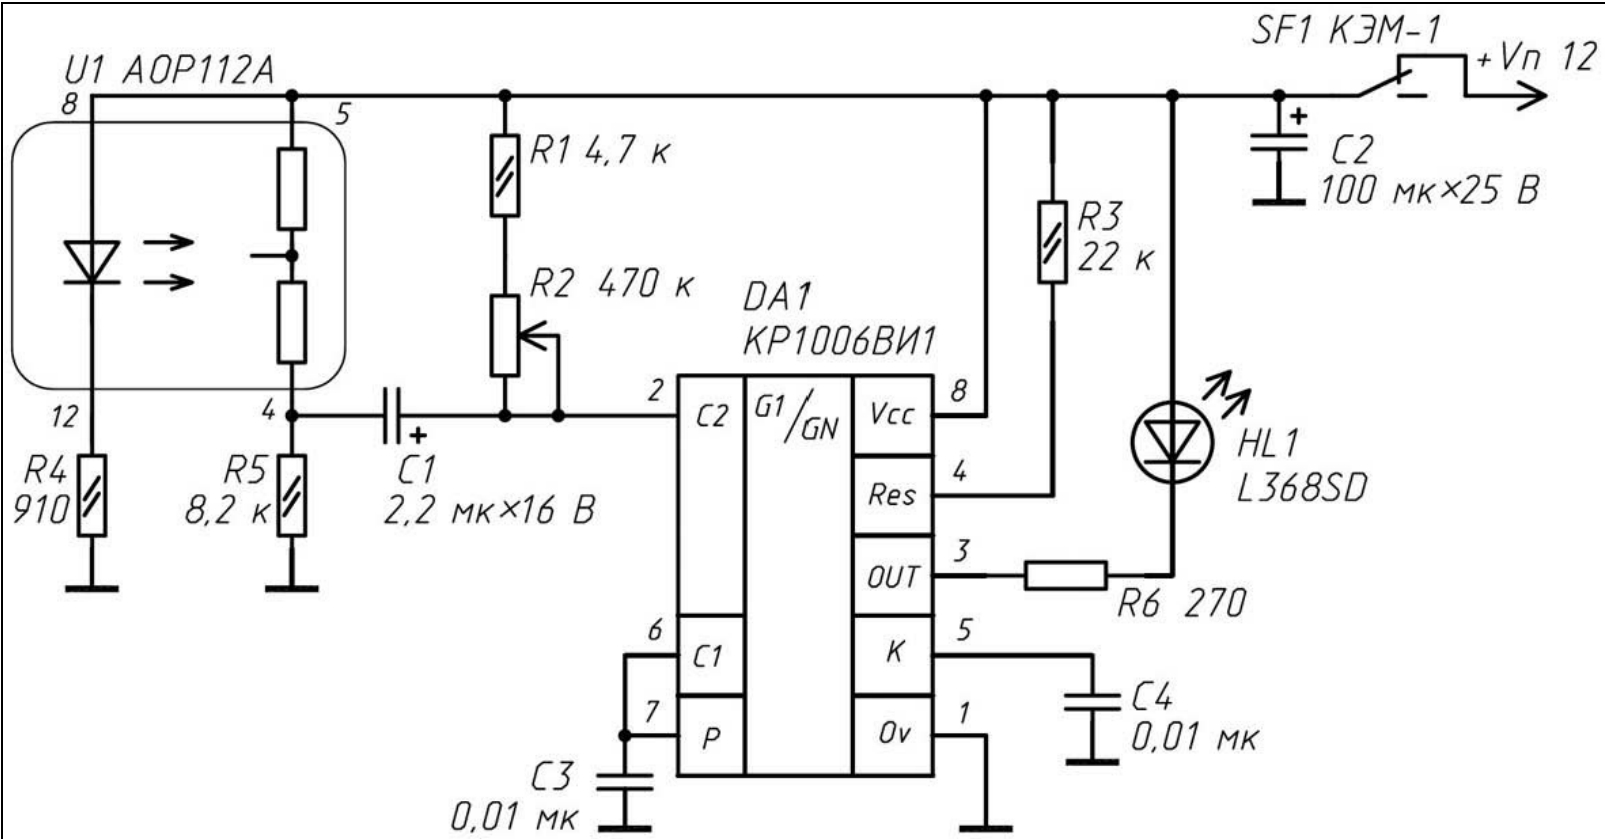 SF1 КЭМ-1
+Vп 12
U1 АОР112А
8
5
R1 4,7 к
C2
100 мк×25 В
R3
22 к
R2 470 к
DA1
КР1006ВИ1
12
4
2
C2
G1/GN
Vcc
8
R4
910
R5
8,2 к
C1
2,2 мк×16 В
Res
4
HL1
L368SD
OUT
3
R6 270
6
C1
K
5
7
P
0v
1
C4
0,01 мк
C3
0,01 мк